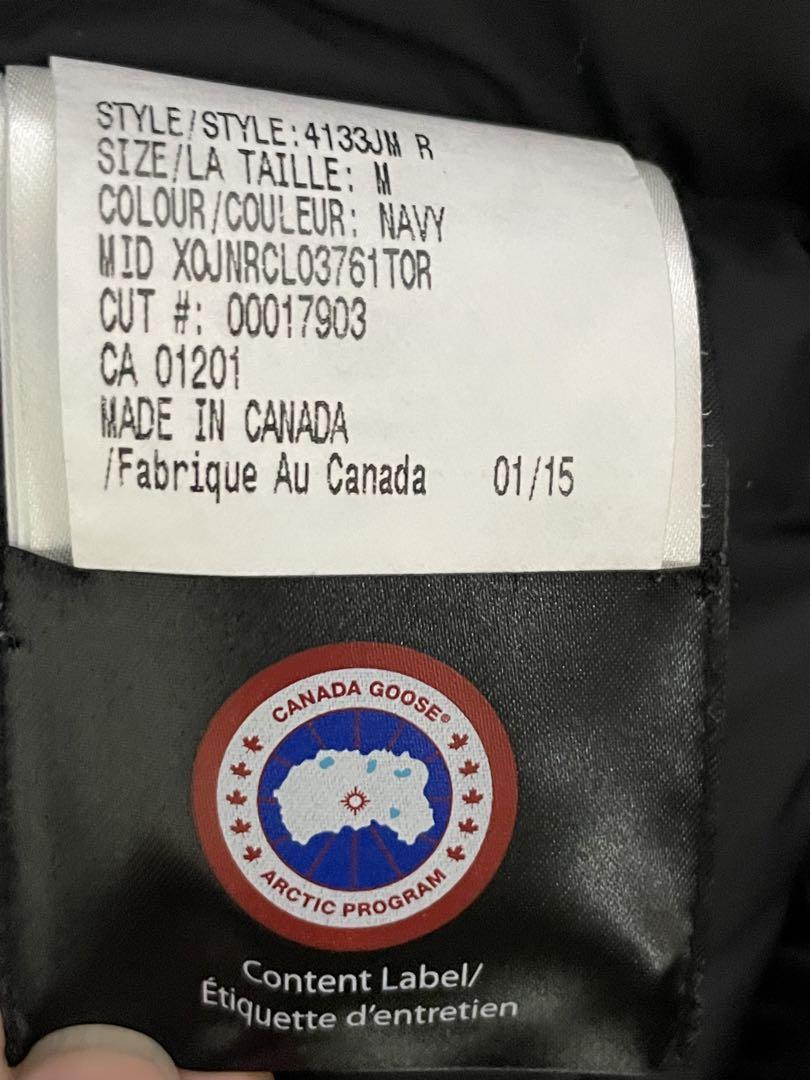 STYLE/STYLE:4133JM R
SIZE/LA TAILLE: M
COLOUR/COULEUR: NAVY
MID XOJNRCLO3761TOR
CUT #: 00017903
CA 01201
MADE IN CANADA
/Fabrique Au Canada 01/15
CANADA GOOSE®
ARCTIC PROGRAM
Content Label/
Étiquette d'entretien